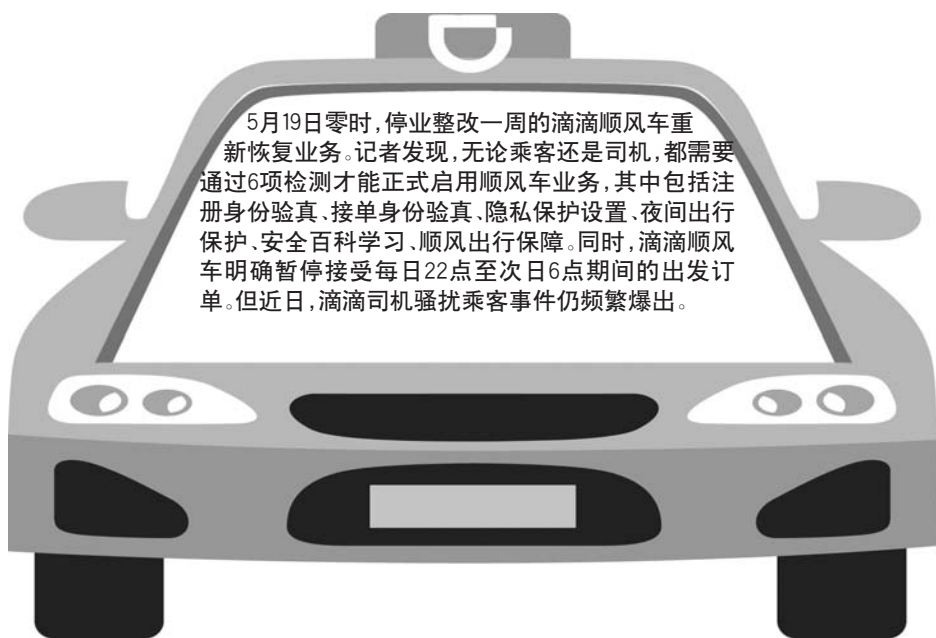 5月19日零时,停业整改一周的滴滴顺风车重
新恢复业务。记者发现,无论乘客还是司机,都需要
通过6项检测才能正式启用顺风车业务,其中包括注
册身份验真、接单身份验真、隐私保护设置、夜间出行
保护、安全百科学习、顺风出行保障。同时,滴滴顺风
车明确暂停接受每日22点至次日6点期间的出发订
单。但近日,滴滴司机骚扰乘客事件仍频繁爆出。